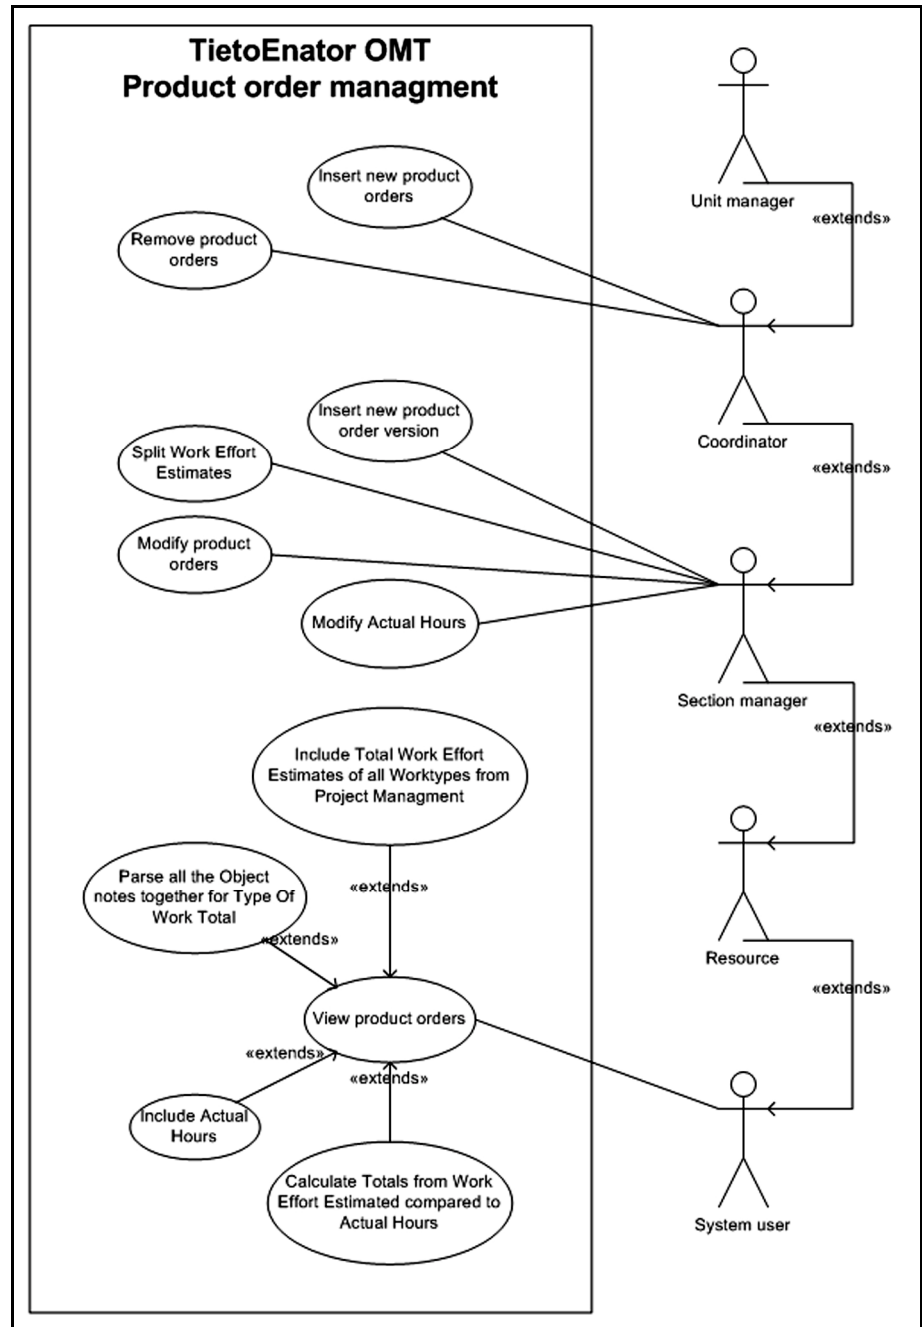 TietoEnator OMT
Product order managment
Insert new product
orders
Remove product
orders
Unit manager
«extends»
Coordinator
«extends»
Insert new product
order version
Split Work Effort
Estimates
Modify product
orders
Modify Actual Hours
Section manager
«extends»
Include Total Work Effort
Estimates of all Worktypes from
Project Managment
«extends»
Parse all the Object
notes together for Type Of
Work Total
«extends»
Resource
«extends»
View product orders
«extends»
«extends»
Include Actual
Hours
Calculate Totals from Work
Effort Estimated compared to
Actual Hours
System user